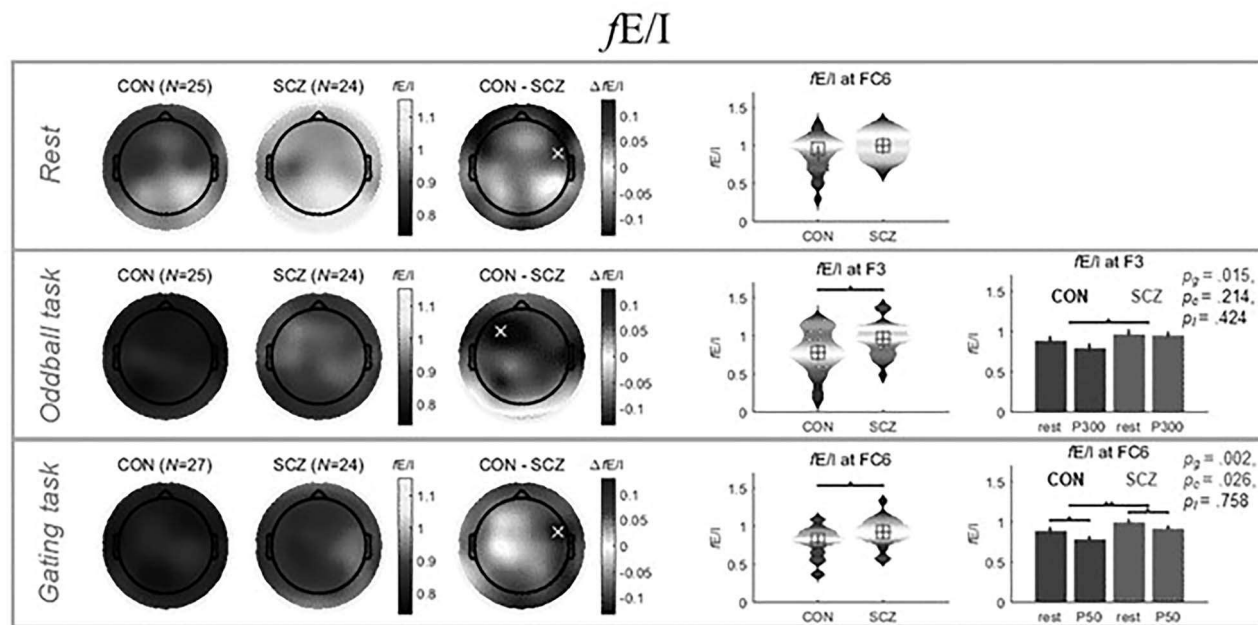 fE/I
Rest
CON (N=25) SCZ (N=24) fE/I CON - SCZ Δ fE/I
1.1
1
0.9
0.8
0.1
0.05
0
-0.05
-0.1
fE/I at FC6
fE/I
1.5
1
0.5
0
CON SCZ
Oddball task
CON (N=25) SCZ (N=24) fE/I CON - SCZ Δ fE/I
1.1
1
0.9
0.8
0.1
0.05
0
-0.05
-0.1
fE/I at F3
fE/I
1.5
1
0.5
0
CON SCZ
fE/I at F3
CON SCZ
pg = .015,
pc = .214,
pI = .424
fE/I
1.5
1
0.5
0
rest P300 rest P300
Gating task
CON (N=27) SCZ (N=24) fE/I CON - SCZ Δ fE/I
1.1
1
0.9
0.8
0.1
0.05
0
-0.05
-0.1
fE/I at FC6
fE/I
1.5
1
0.5
0
CON SCZ
fE/I at FC6
CON SCZ
pg = .002,
pc = .026,
pI = .758
fE/I
1.5
1
0.5
0
rest P50 rest P50